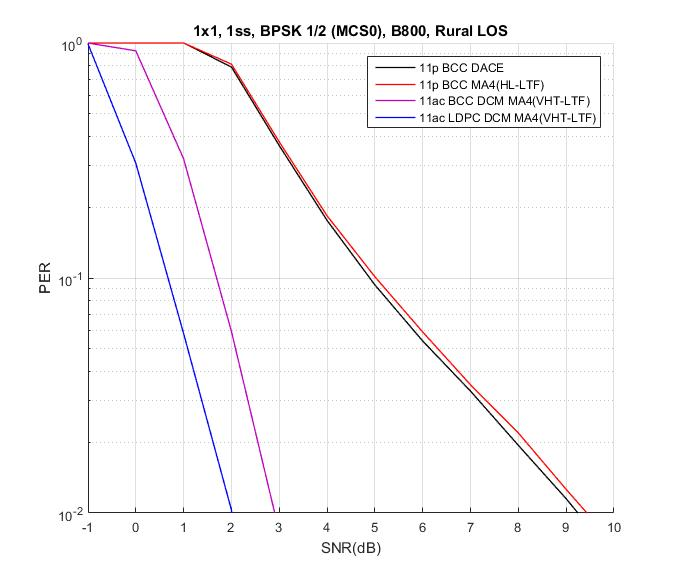 1x1, 1ss, BPSK 1/2 (MCS0), B800, Rural LOS
11p BCC DACE
11p BCC MA4(HL-LTF)
11ac BCC DCM MA4(VHT-LTF)
11ac LDPC DCM MA4(VHT-LTF)
10^0
10^-1
10^-2
PER
-1 0 1 2 3 4 5 6 7 8 9 10
SNR(dB)